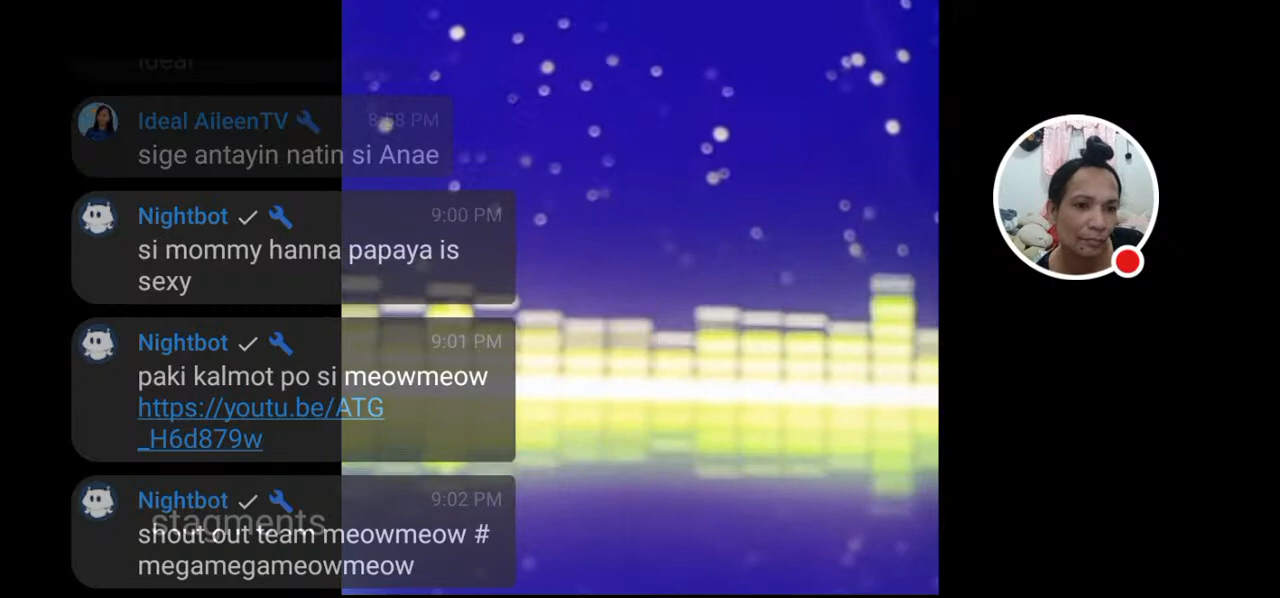 Ideal
Ideal AileenTV 8:58 PM
sige antayin natin si Anae
Nightbot 9:00 PM
si mommy hanna papaya is
sexy
Nightbot 9:01 PM
paki kalmot po si meowmeow
https://youtu.be/ATG
_H6d879w
Nightbot 9:02 PM
stagments
shout out team meowmeow #
megamegameowmeow